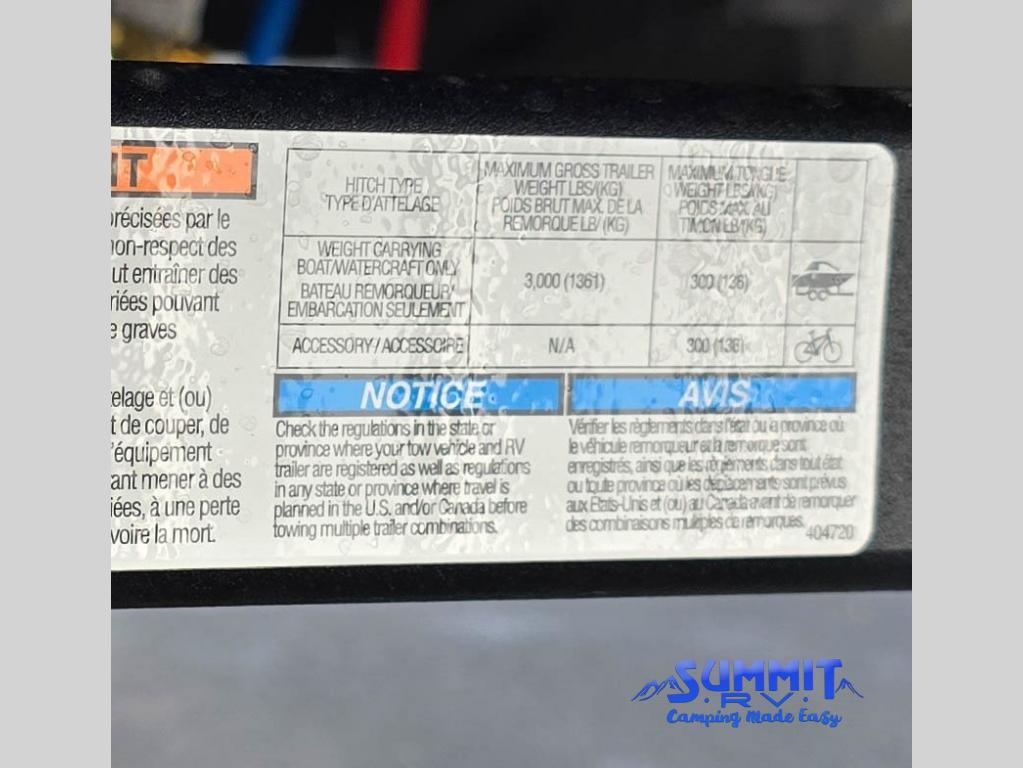 IT
précisées par le
non-respect des
ut entraîner des
riées pouvant
e graves
elage et (ou)
t de couper, de
'équipement
ant mener à des
iées, à une perte
voire la mort.
HITCH TYPE
TYPE D'ATTELAGE
MAXIMUM GROSS TRAILER
WEIGHT LBS/(KG)
POIDS BRUT MAX. DE LA
REMORQUE LB/ (KG)
MAXIMUM TONGUE
WEIGHT LBS/(KG)
POIDS MAX. AU
TIMON LB/(KG)
WEIGHT CARRYING
BOAT/WATERCRAFT ONLY
BATEAU REMORQUEUR/
EMBARCATION SEULEMENT
3,000 (1361)
300 (136)
ACCESSORY / ACCESSOIRE
N/A
300 (136)
NOTICE
Check the regulations in the state or
province where your tow vehicle and RV
trailer are registered as well as regulations
in any state or province where travel is
planned in the U.S. and/or Canada before
towing multiple trailer combinations.
AVIS
Vérifier les règlements dans l'état ou la province où
le véhicule remorqueur et la remorque sont
enregistrés, ainsi que les règlements dans tout état
ou toute province où les déplacements sont prévus
aux États-Unis et (ou) au Canada avant de remorquer
des combinaisons multiples de remorques.
404720
SUMMIT
R.V.
Camping Made Easy